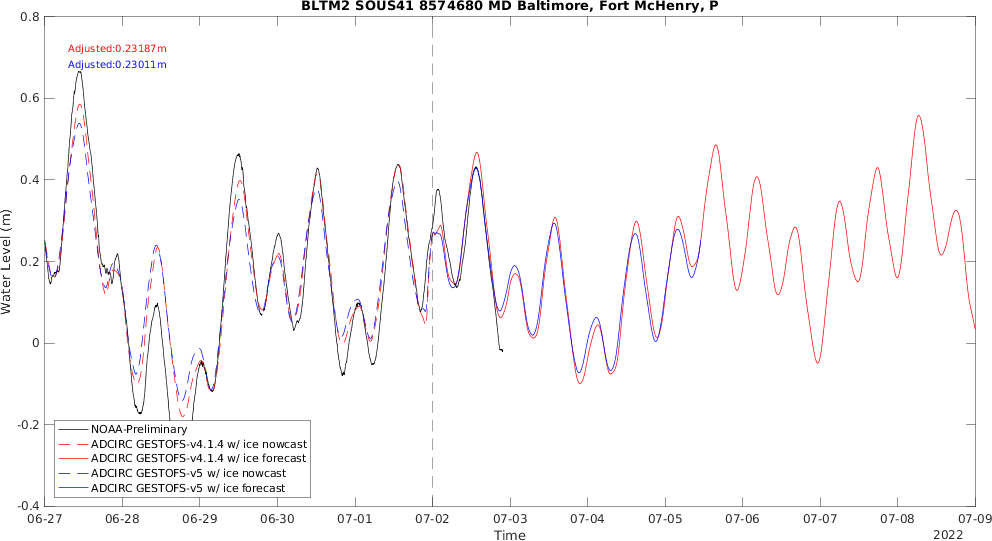 BLTM2 SOUS41 8574680 MD Baltimore, Fort McHenry, P
Adjusted:0.23187m
Adjusted:0.23011m
0.8
0.6
0.4
0.2
0
-0.2
-0.4
Water Level (m)
NOAA-Preliminary
ADCIRC GESTOFS-v4.1.4 w/ ice nowcast
ADCIRC GESTOFS-v4.1.4 w/ ice forecast
ADCIRC GESTOFS-v5 w/ ice nowcast
ADCIRC GESTOFS-v5 w/ ice forecast
06-27 06-28 06-29 06-30 07-01 07-02 07-03 07-04 07-05 07-06 07-07 07-08 07-09
Time
2022